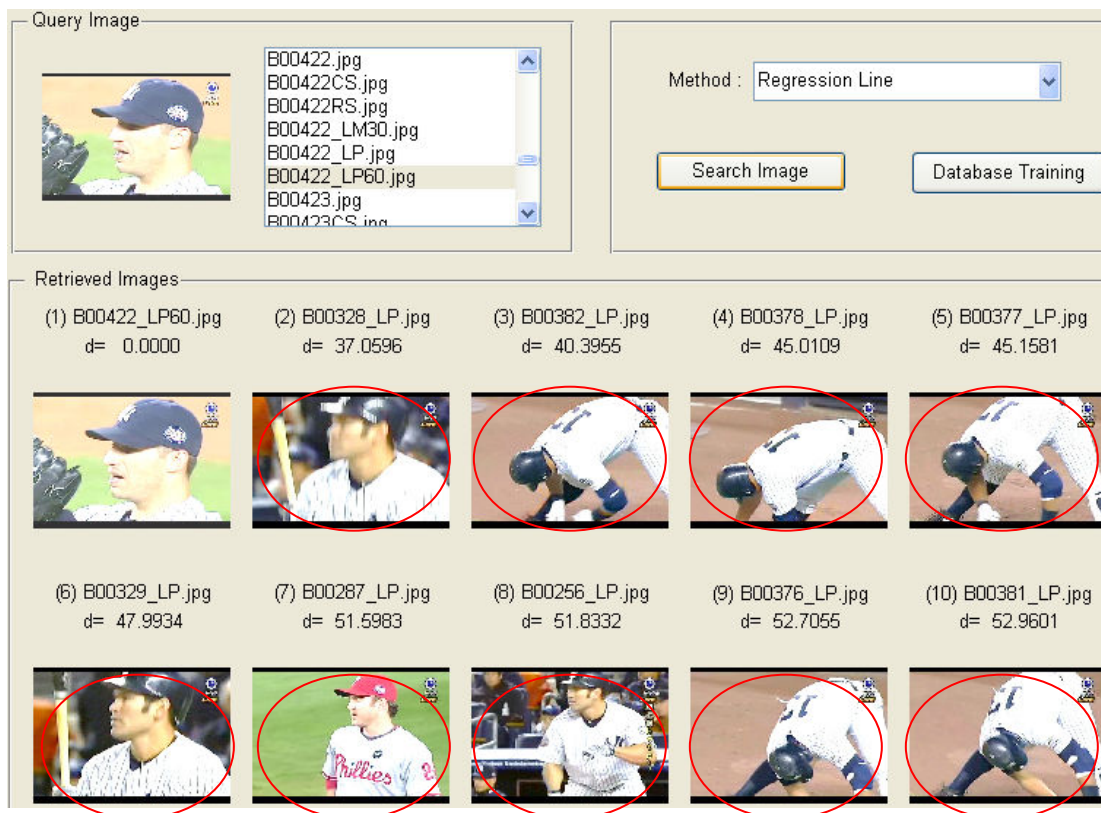 Query Image
B00422.jpg
B00422CS.jpg
B00422RS.jpg
B00422_LM30.jpg
B00422_LP.jpg
B00422_LP60.jpg
B00423.jpg
B00423CS.jpg
Method : Regression Line
Search Image
Database Training
Retrieved Images
(1) B00422_LP60.jpg (2) B00328_LP.jpg (3) B00382_LP.jpg (4) B00378_LP.jpg (5) B00377_LP.jpg
d= 0.0000 d= 37.0596 d= 40.3955 d= 45.0109 d= 45.1581
(6) B00329_LP.jpg (7) B00287_LP.jpg (8) B00256_LP.jpg (9) B00376_LP.jpg (10) B00381_LP.jpg
d= 47.9934 d= 51.5983 d= 51.8332 d= 52.7055 d= 52.9601
Phillies